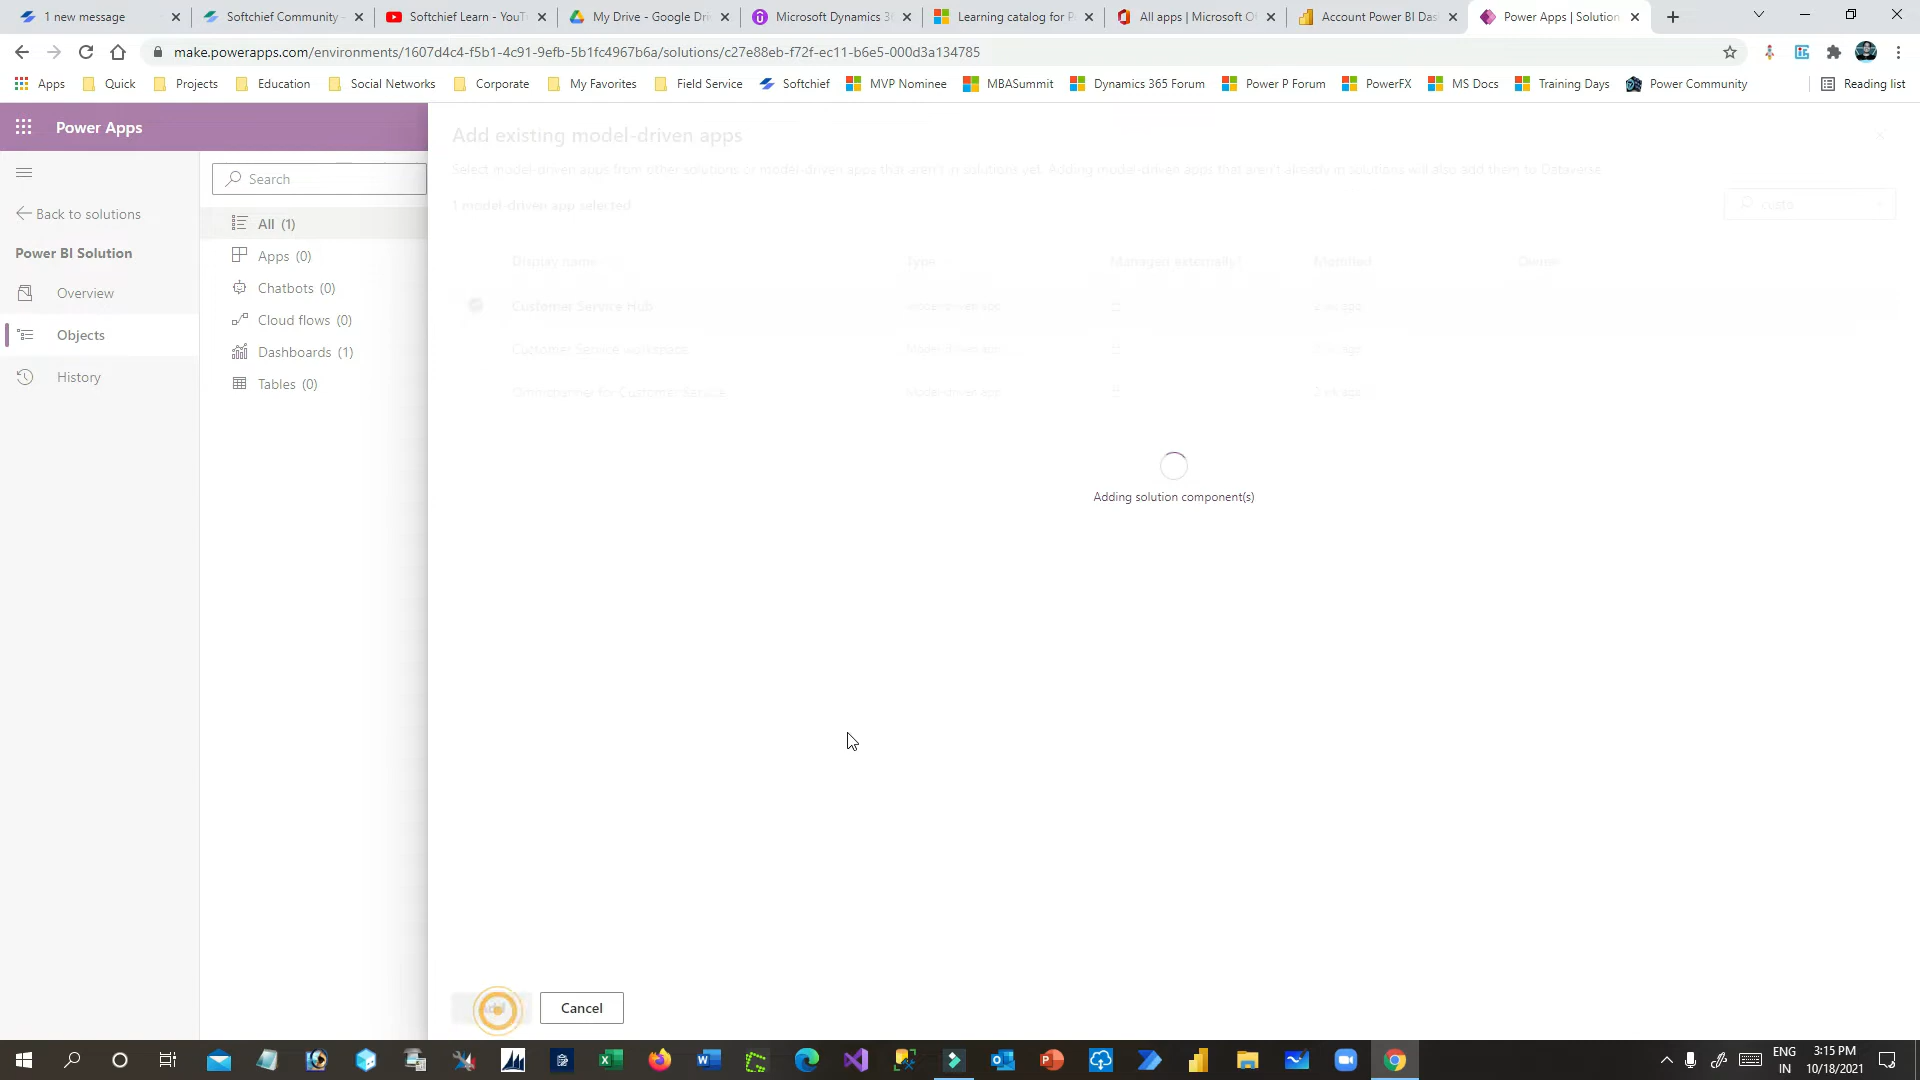 1 new message
Softchief Community
Softchief Learn - YouT
My Drive - Google Dri
Microsoft Dynamics 3
Learning catalog for P
All apps | Microsoft O
Account Power BI Das
Power Apps | Solution
make.powerapps.com/environments/1607d4c4-f5b1-4c91-9efb-5b1fc4967b6a/solutions/c27e88eb-f72f-ec11-b6e5-000d3a134785
Apps
Quick
Projects
Education
Social Networks
Corporate
My Favorites
Field Service
Softchief
MVP Nominee
MBASummit
Dynamics 365 Forum
Power P Forum
PowerFX
MS Docs
Training Days
Power Community
Reading list
Power Apps
Back to solutions
Power BI Solution
Overview
Objects
History
Search
All (1)
Apps (0)
Chatbots (0)
Cloud flows (0)
Dashboards (1)
Tables (0)
Add existing model-driven apps
Select model-driven apps from other solutions or model-driven apps that aren't in solutions yet. Adding model-driven apps that aren't already in solutions will also add them to Dataverse.
1 model-driven app selected
custo
Display name
Type
Managed externally?
Modified
Owner
Customer Service Hub
Model-driven app
Customer Service workspace
Model-driven app
Omnichannel for Customer Service
Model-driven app
Adding solution component(s)
Cancel
ENG
IN
3:15 PM
10/18/2021